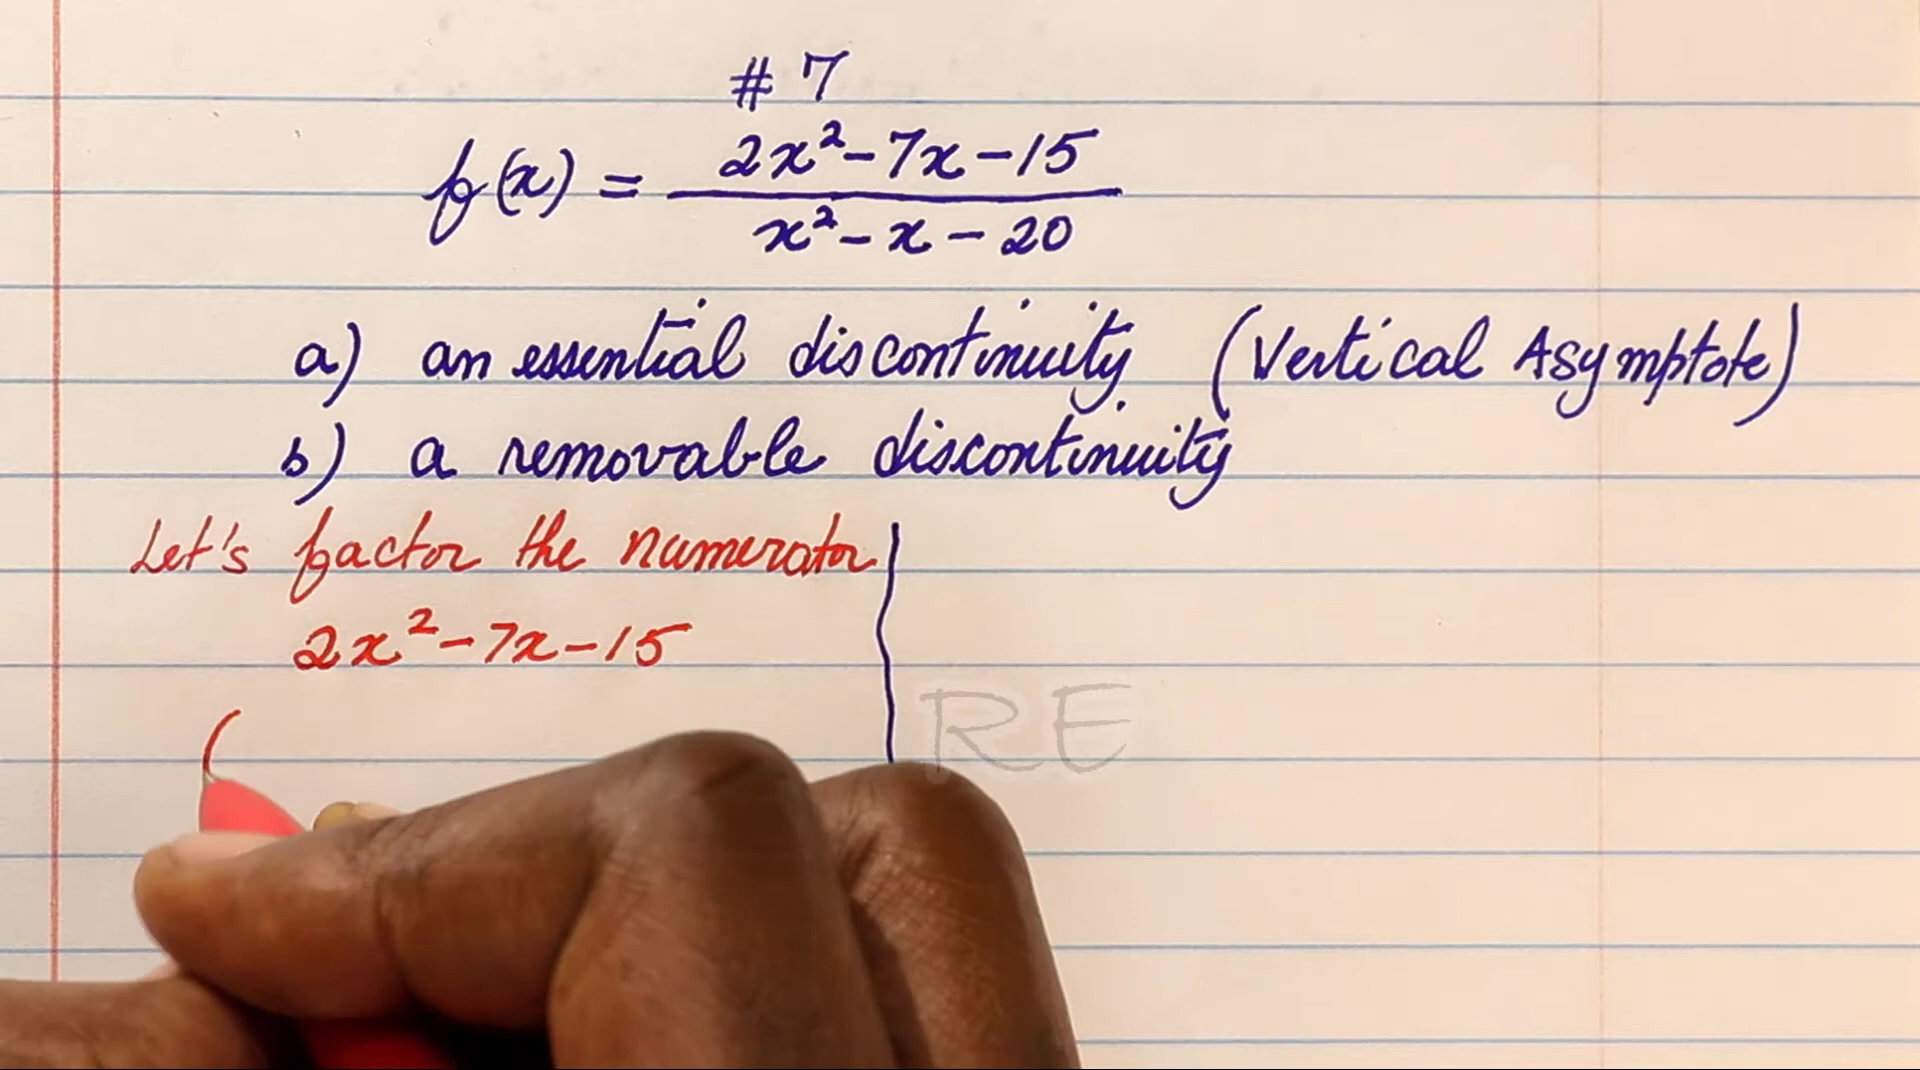 # 7
f(x) = \frac{2x² - 7x - 15}{x² - x - 20}
a) an essential discontinuity (Vertical Asymptote)
b) a removable discontinuity
Let's factor the numerator
2x² - 7x - 15
(
RE